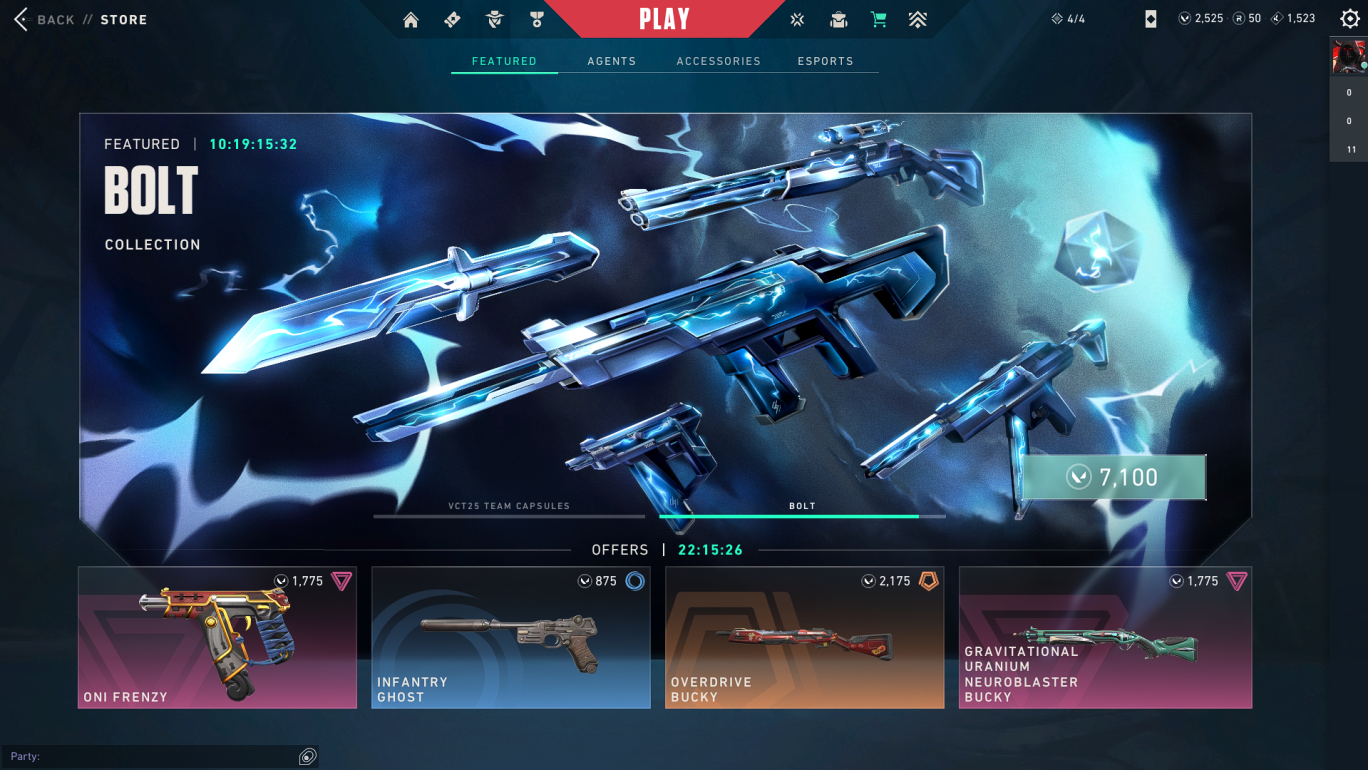 BACK // STORE
PLAY
4/4
2,525
R 50
1,523
FEATURED
AGENTS
ACCESSORIES
ESPORTS
0
0
11
FEATURED | 10:19:15:32
BOLT
COLLECTION
7,100
VCT25 TEAM CAPSULES
BOLT
OFFERS | 22:15:26
1,775
ONI FRENZY
875
INFANTRY
GHOST
2,175
OVERDRIVE
BUCKY
1,775
GRAVITATIONAL
URANIUM
NEUROBLASTER
BUCKY
Party: